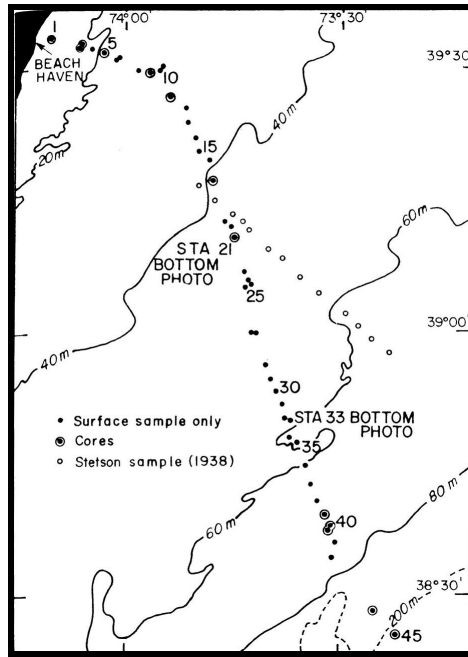 74°00'
73°30'
1
5
39°30'
BEACH
HAVEN
10
20m
40m
15
60m
STA 21
BOTTOM
PHOTO
25
39°00'
40m
30
• Surface sample only
STA 33 BOTTOM
PHOTO
Cores
35
Stetson sample (1938)
80m
60m
40
38°30'
200m
45